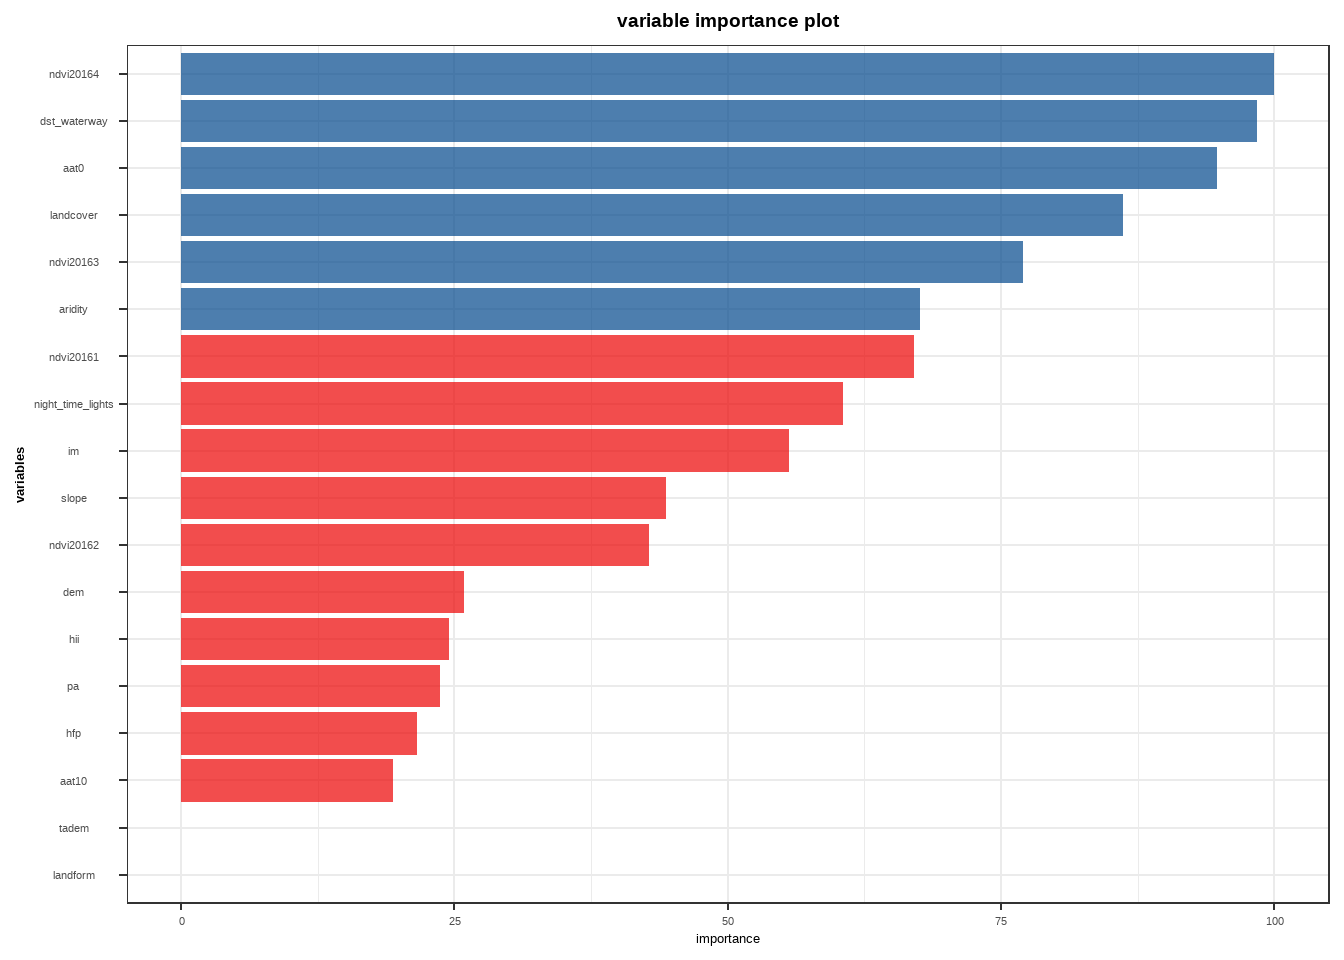 variable importance plot
ndvi20164
dst_waterway
aat0
landcover
ndvi20163
aridity
ndvi20161
night_time_lights
im
slope
ndvi20162
dem
hii
pa
hfp
aat10
tadem
landform
variables
0 25 50 75 100
importance